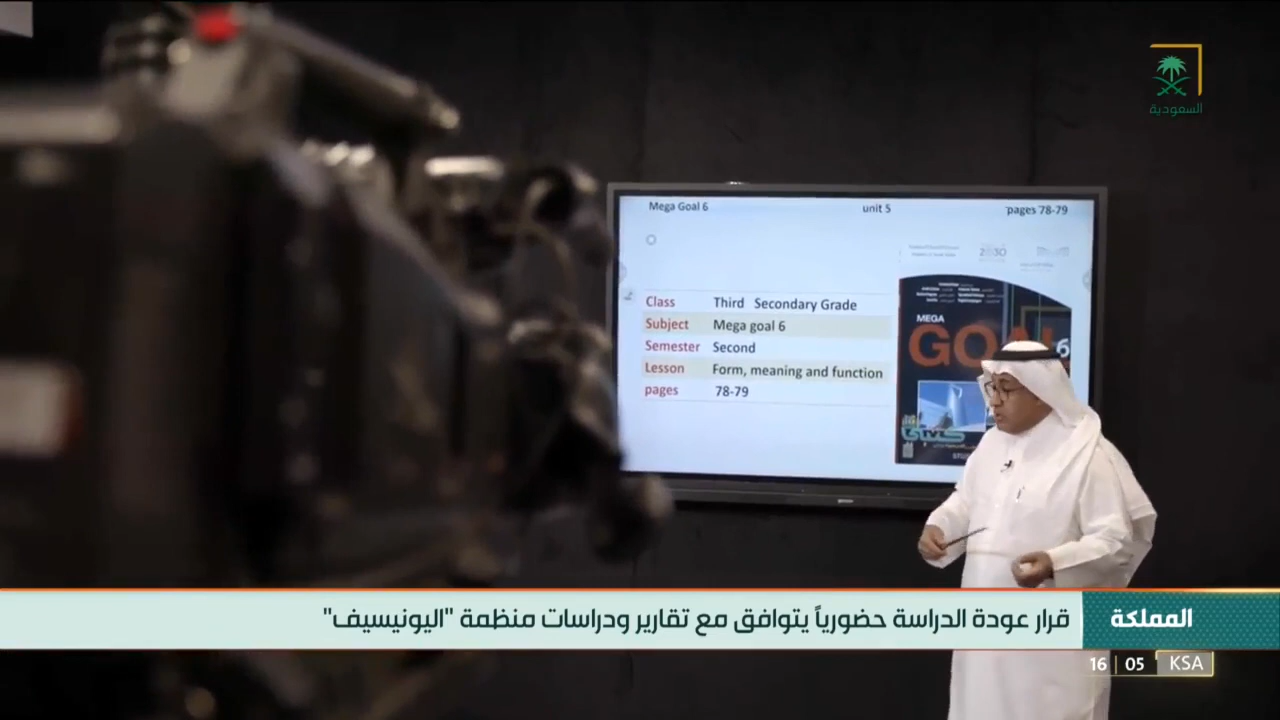 السعودية
Mega Goal 6 unit 5 pages 78-79
2030
Class Third Secondary Grade
Subject Mega goal 6
Semester Second
Lesson Form, meaning and function
pages 78-79
MEGA
GOAL 6
كتبي
المملكة
قرار عودة الدراسة حضورياً يتوافق مع تقارير ودراسات منظمة "اليونيسيف"
16 05 KSA